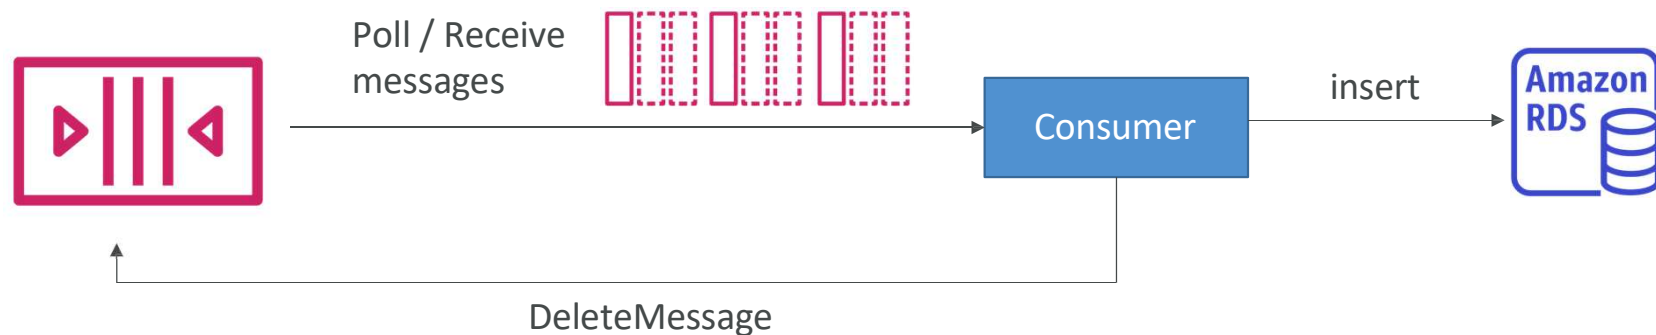 Poll / Receive
messages
Consumer
insert
Amazon
RDS
DeleteMessage